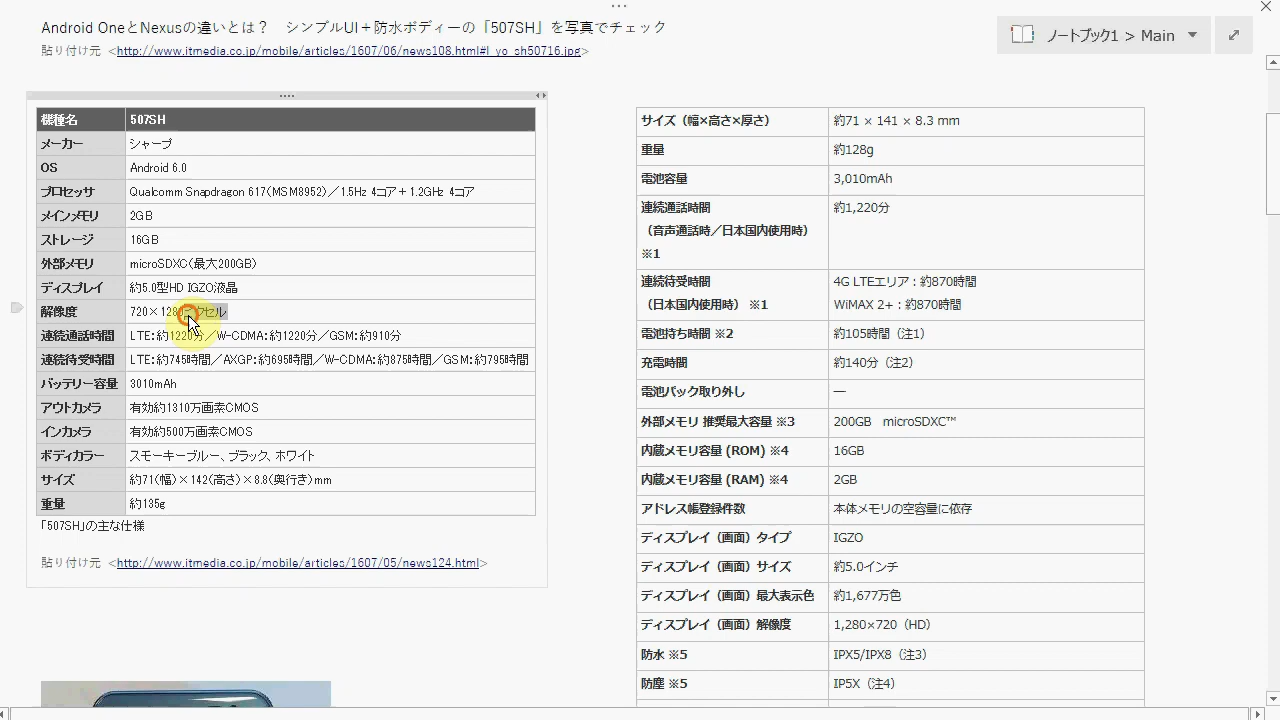 Android OneとNexusの違いとは？　シンプルUI＋防水ボディーの「507SH」を写真でチェック
貼り付け元 <http://www.itmedia.co.jp/mobile/articles/1607/06/news108.html#l_yo_sh50716.jpg>
ノートブック1 > Main
機種名 507SH
メーカー シャープ
OS Android 6.0
プロセッサ Qualcomm Snapdragon 617（MSM8952）／1.5Hz 4コア＋1.2GHz 4コア
メインメモリ 2GB
ストレージ 16GB
外部メモリ microSDXC（最大200GB）
ディスプレイ 約5.0型HD IGZO液晶
解像度 720×1280ピクセル
連続通話時間 LTE：約1220分／W-CDMA：約1220分／GSM：約910分
連続待受時間 LTE：約745時間／AXGP：約695時間／W-CDMA：約875時間／GSM：約795時間
バッテリー容量 3010mAh
アウトカメラ 有効約1310万画素CMOS
インカメラ 有効約500万画素CMOS
ボディカラー スモーキーブルー、ブラック、ホワイト
サイズ 約71（幅）×142（高さ）×8.8（奥行き）mm
重量 約135g
「507SH」の主な仕様
貼り付け元 <http://www.itmedia.co.jp/mobile/articles/1607/05/news124.html>
サイズ（幅×高さ×厚さ） 約71 × 141 × 8.3 mm
重量 約128g
電池容量 3,010mAh
連続通話時間 約1,220分
（音声通話時／日本国内使用時）
※1
連続待受時間 4G LTEエリア：約870時間
（日本国内使用時） ※1 WiMAX 2+：約870時間
電池持ち時間 ※2 約105時間（注1）
充電時間 約140分（注2）
電池パック取り外し —
外部メモリ 推奨最大容量 ※3 200GB　microSDXC™
内蔵メモリ容量 (ROM) ※4 16GB
内蔵メモリ容量 (RAM) ※4 2GB
アドレス帳登録件数 本体メモリの空容量に依存
ディスプレイ（画面）タイプ IGZO
ディスプレイ（画面）サイズ 約5.0インチ
ディスプレイ（画面）最大表示色 約1,677万色
ディスプレイ（画面）解像度 1,280×720（HD）
防水 ※5 IPX5/IPX8（注3）
防塵 ※5 IP5X（注4）